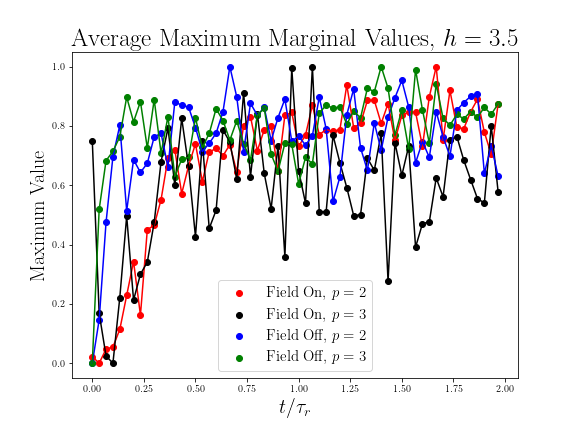 Average Maximum Marginal Values, h = 3.5
Maximum Value
1.0
0.8
0.6
0.4
0.2
0.0
Field On, p = 2
Field On, p = 3
Field Off, p = 2
Field Off, p = 3
0.00 0.25 0.50 0.75 1.00 1.25 1.50 1.75 2.00
t/τr